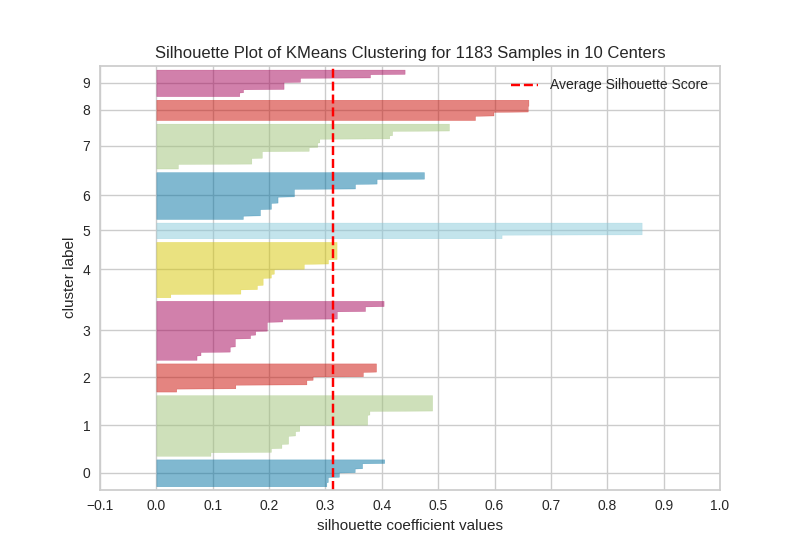 Silhouette Plot of KMeans Clustering for 1183 Samples in 10 Centers
Average Silhouette Score
9
8
7
6
5
4
3
2
1
0
cluster label
−0.1 0.0 0.1 0.2 0.3 0.4 0.5 0.6 0.7 0.8 0.9 1.0
silhouette coefficient values